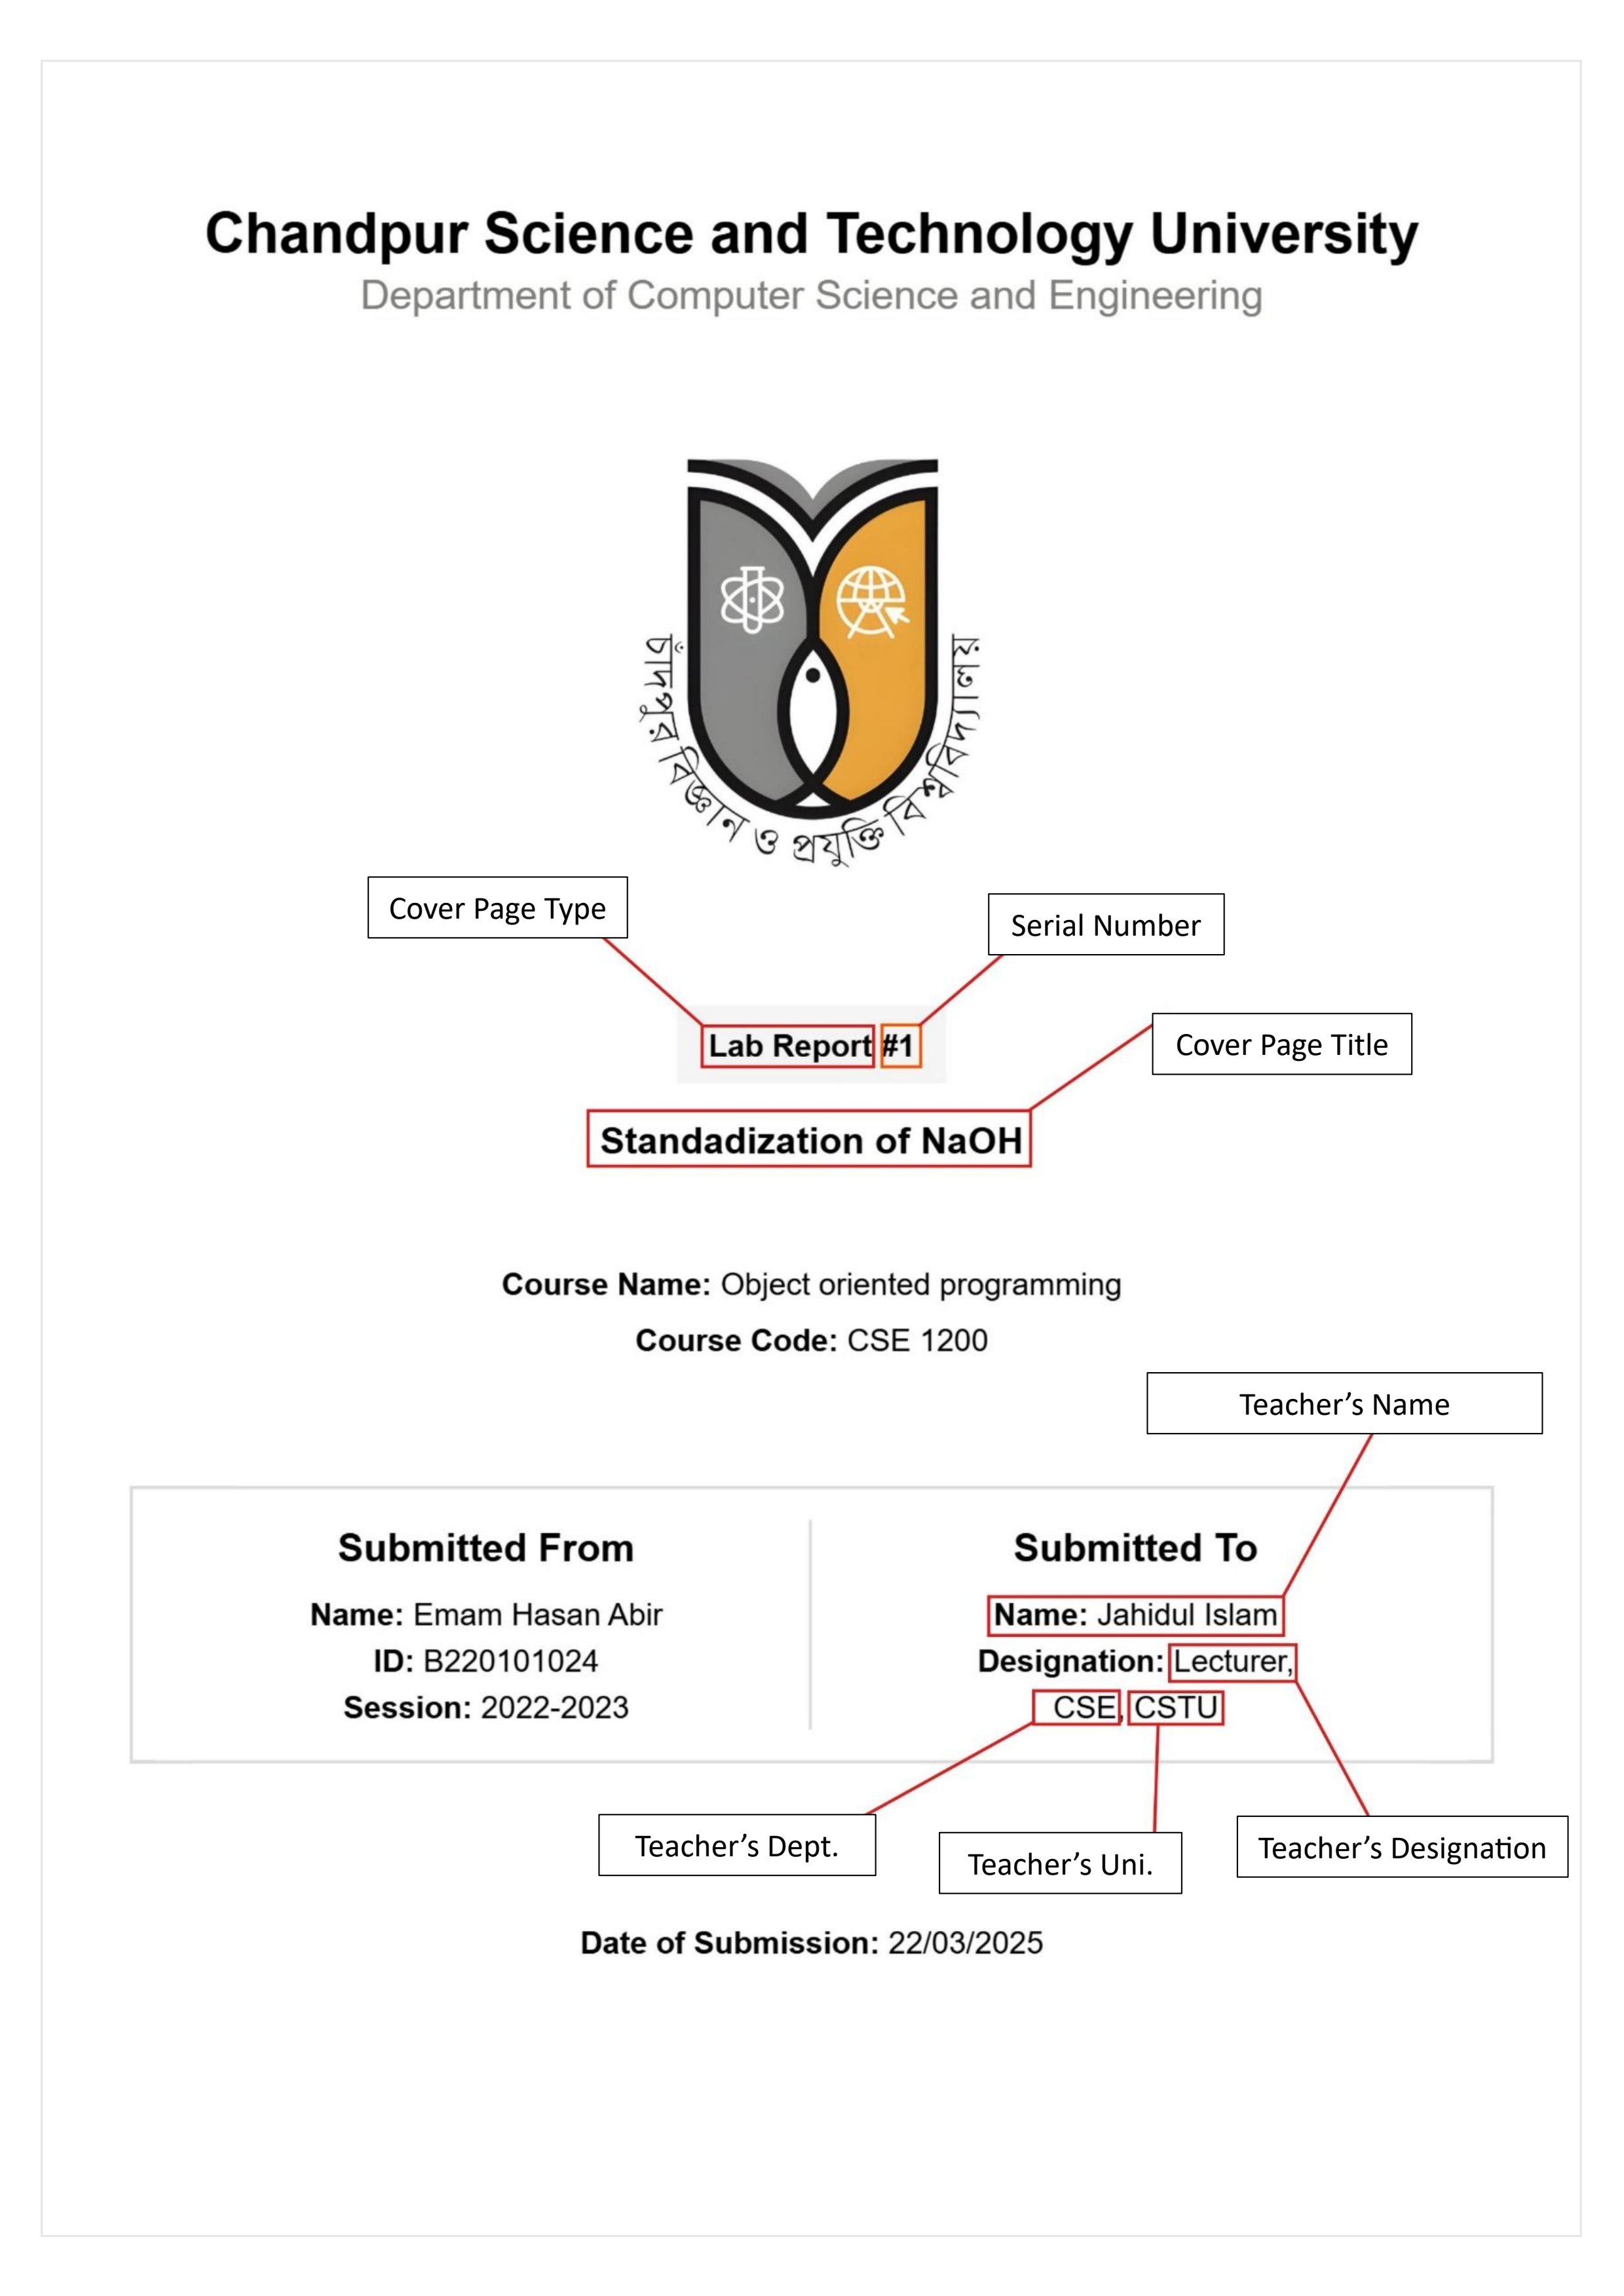 Chandpur Science and Technology University
Department of Computer Science and Engineering
চাঁদপুর বিজ্ঞান ও প্রযুক্তি বিশ্ববিদ্যালয়
Cover Page Type
Serial Number
Lab Report #1
Cover Page Title
Standadization of NaOH
Course Name: Object oriented programming
Course Code: CSE 1200
Teacher’s Name
Submitted From
Name: Emam Hasan Abir
ID: B220101024
Session: 2022-2023
Submitted To
Name: Jahidul Islam
Designation: Lecturer,
CSE, CSTU
Teacher’s Dept.
Teacher’s Uni.
Teacher’s Designation
Date of Submission: 22/03/2025